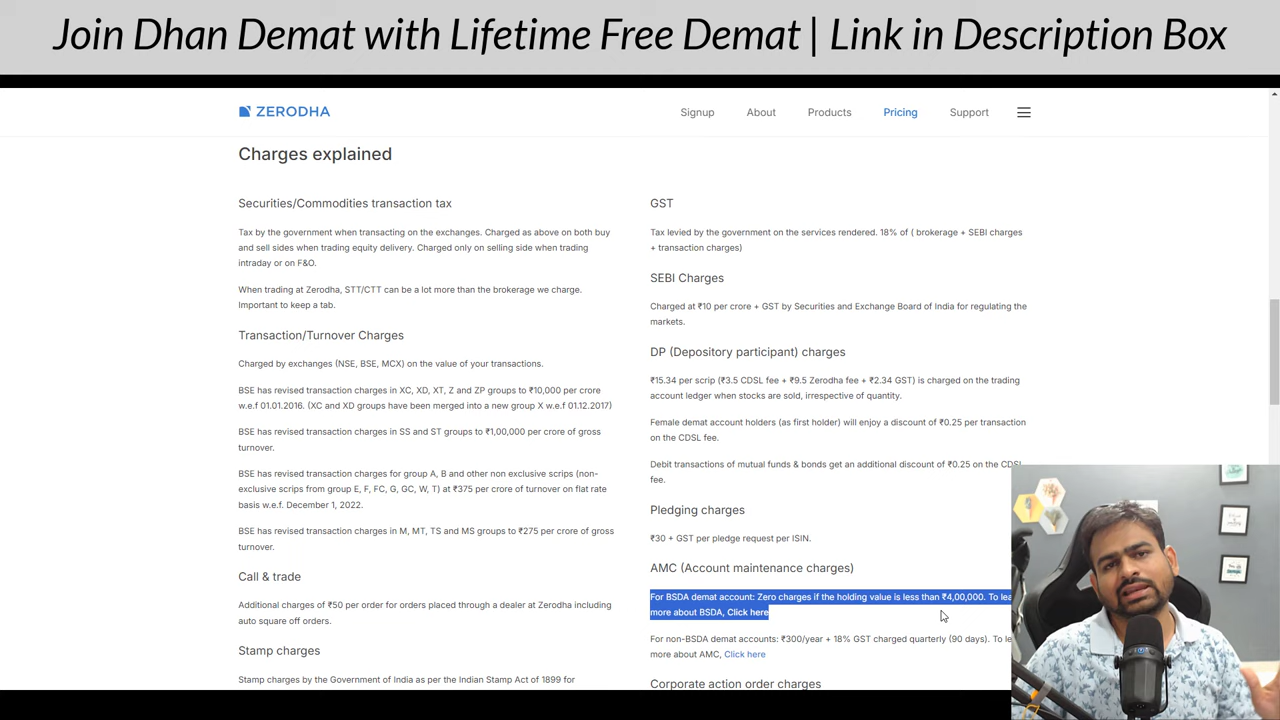 Join Dhan Demat with Lifetime Free Demat | Link in Description Box
ZERODHA
Signup About Products Pricing Support
Charges explained
Securities/Commodities transaction tax
Tax by the government when transacting on the exchanges. Charged as above on both buy
and sell sides when trading equity delivery. Charged only on selling side when trading
intraday or on F&O.
When trading at Zerodha, STT/CTT can be a lot more than the brokerage we charge.
Important to keep a tab.
Transaction/Turnover Charges
Charged by exchanges (NSE, BSE, MCX) on the value of your transactions.
BSE has revised transaction charges in XC, XD, XT, Z and ZP groups to ₹10,000 per crore
w.e.f 01.01.2016. (XC and XD groups have been merged into a new group X w.e.f 01.12.2017)
BSE has revised transaction charges in SS and ST groups to ₹1,00,000 per crore of gross
turnover.
BSE has revised transaction charges for group A, B and other non exclusive scrips (non-
exclusive scrips from group E, F, FC, G, GC, W, T) at ₹375 per crore of turnover on flat rate
basis w.e.f. December 1, 2022.
BSE has revised transaction charges in M, MT, TS and MS groups to ₹275 per crore of gross
turnover.
Call & trade
Additional charges of ₹50 per order for orders placed through a dealer at Zerodha including
auto square off orders.
Stamp charges
Stamp charges by the Government of India as per the Indian Stamp Act of 1899 for
GST
Tax levied by the government on the services rendered. 18% of ( brokerage + SEBI charges
+ transaction charges)
SEBI Charges
Charged at ₹10 per crore + GST by Securities and Exchange Board of India for regulating the
markets.
DP (Depository participant) charges
₹15.34 per scrip (₹3.5 CDSL fee + ₹9.5 Zerodha fee + ₹2.34 GST) is charged on the trading
account ledger when stocks are sold, irrespective of quantity.
Female demat account holders (as first holder) will enjoy a discount of ₹0.25 per transaction
on the CDSL fee.
Debit transactions of mutual funds & bonds get an additional discount of ₹0.25 on the CDSL
fee.
Pledging charges
₹30 + GST per pledge request per ISIN.
AMC (Account maintenance charges)
For BSDA demat account: Zero charges if the holding value is less than ₹4,00,000. To lea
more about BSDA, Click here
For non-BSDA demat accounts: ₹300/year + 18% GST charged quarterly (90 days). To le
more about AMC, Click here
Corporate action order charges